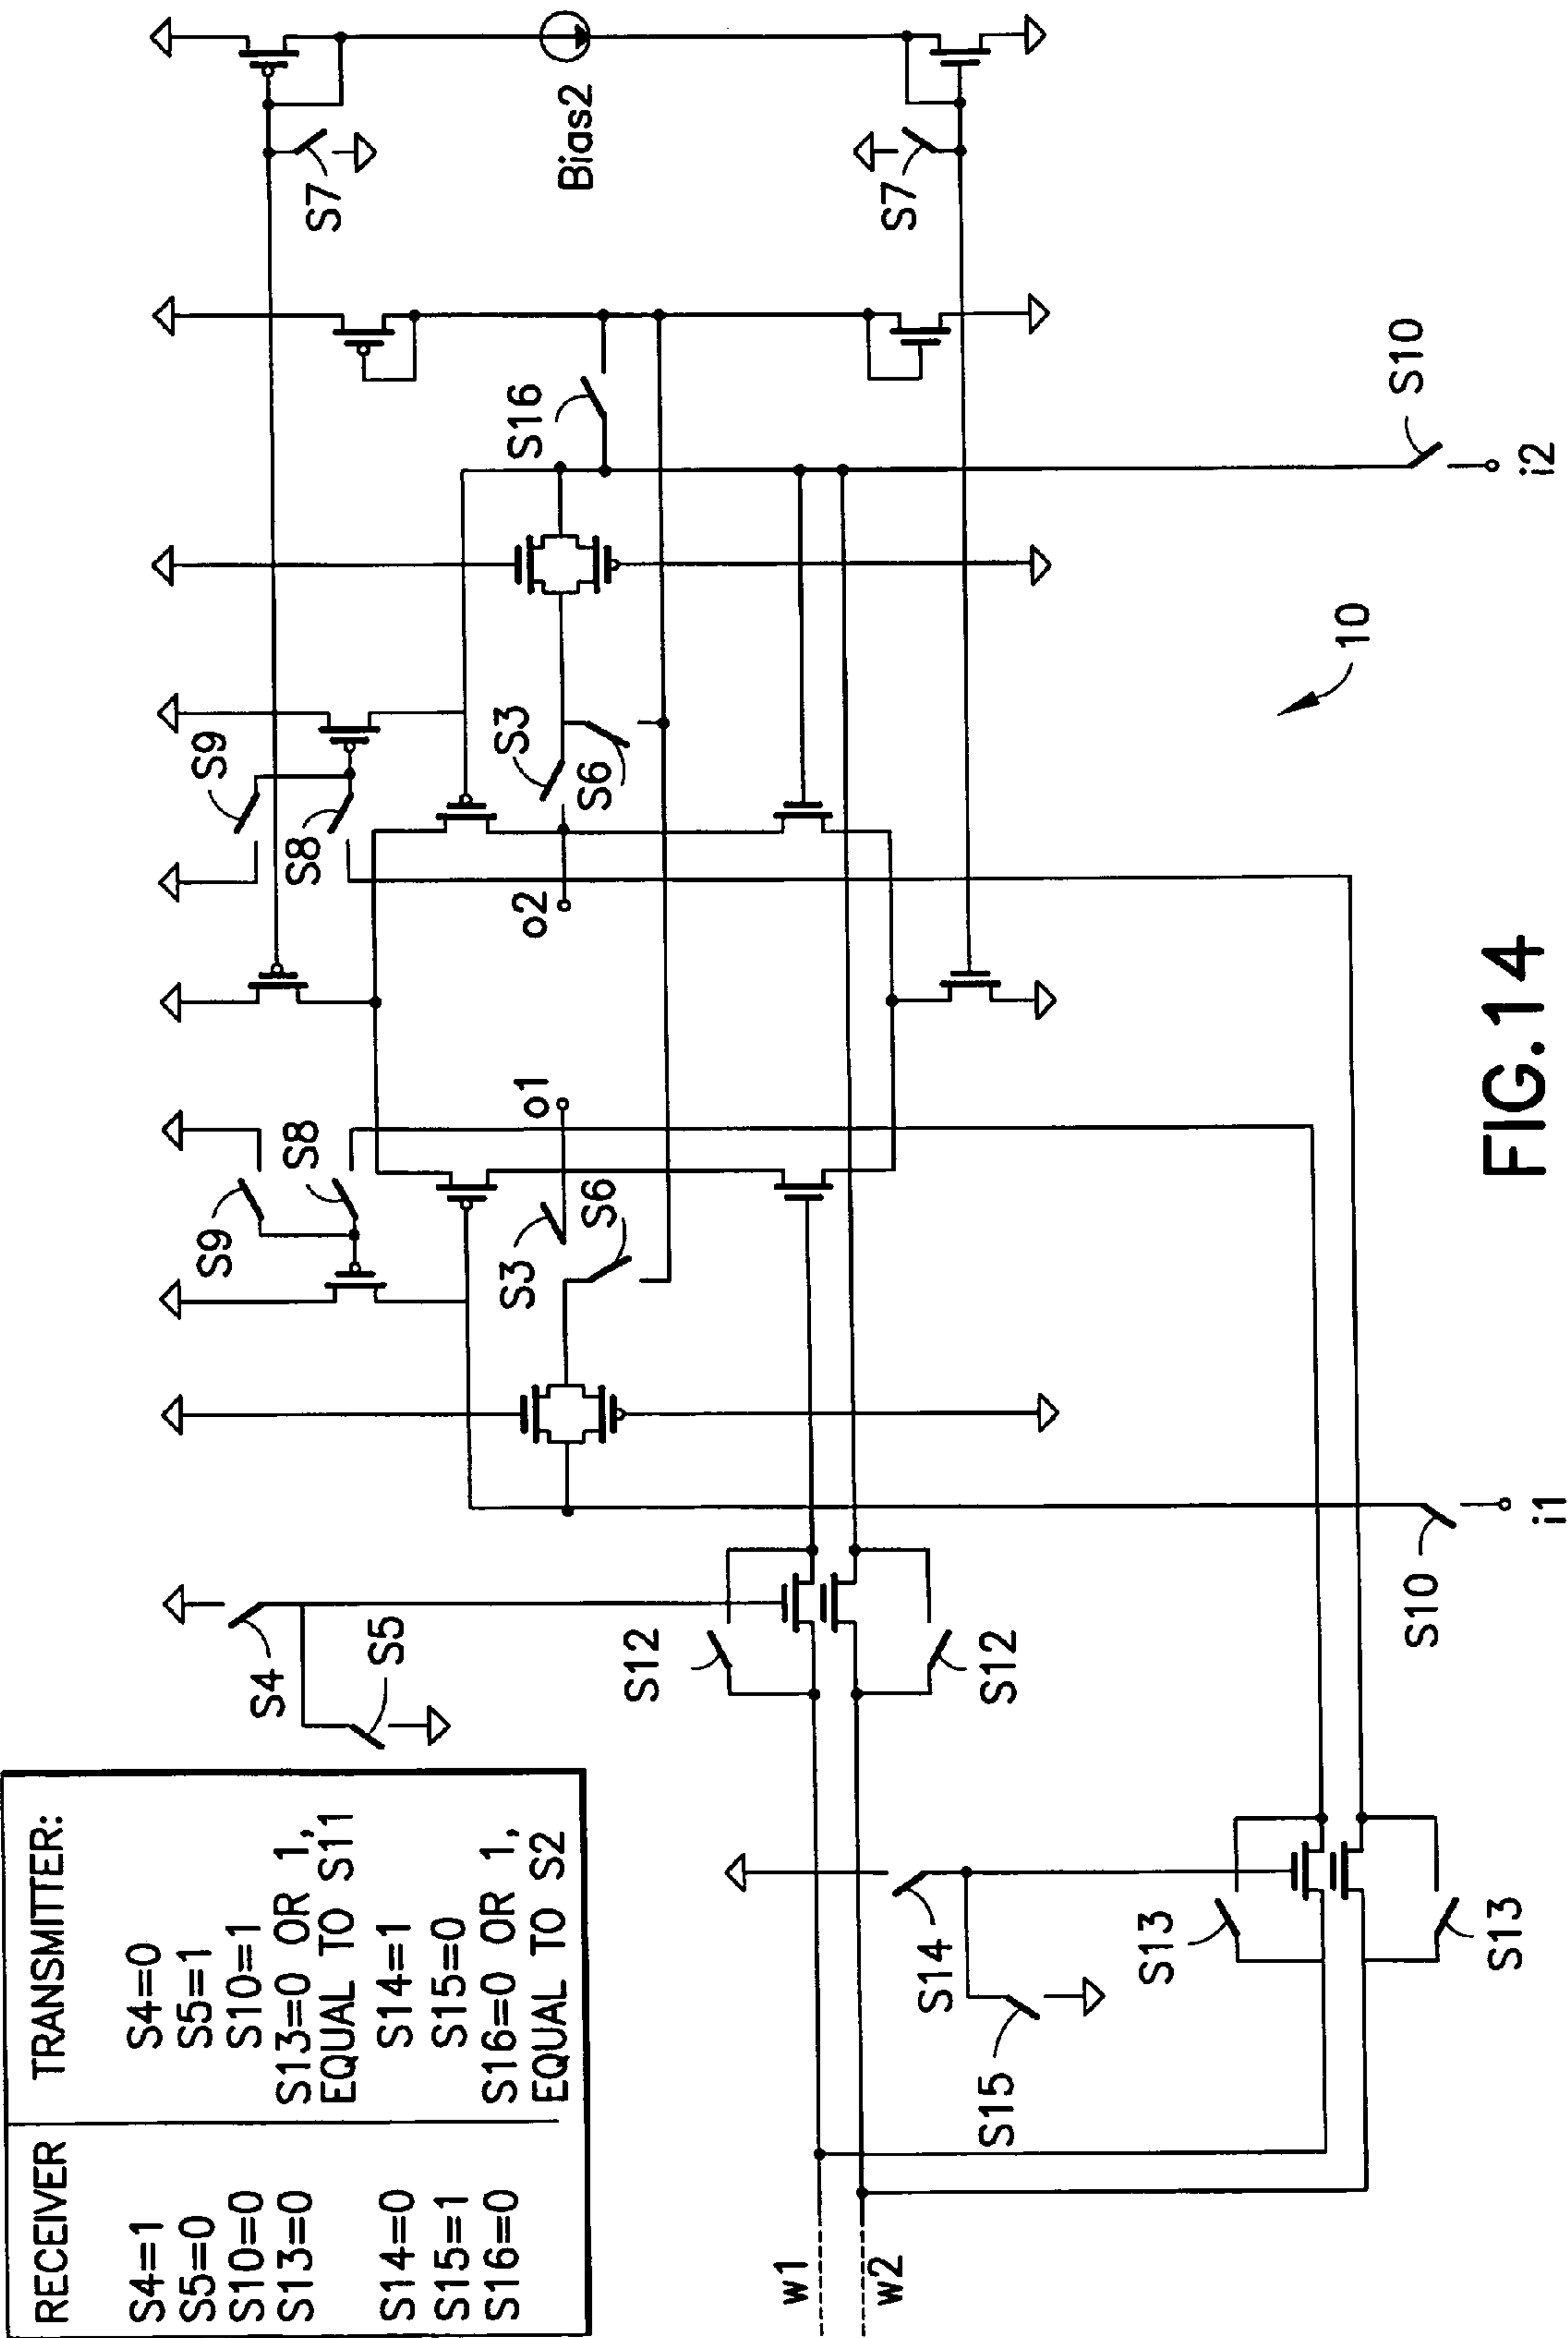 RECEIVER TRANSMITTER:
S4=1 S4=0
S5=0 S5=1
S10=0 S10=1
S13=0 S13=0 OR 1,
EQUAL TO S11
S14=0 S14=1
S15=1 S15=0
S16=0 S16=0 OR 1,
EQUAL TO S2
S4
S5
S9
S8
S9
S8
S7
Bias2
S7
S3
S6
o1
o2
S3
S6
S16
S12
S12
w1
w2
S14
S15
S13
S13
S10
i1
S10
i2
10
FIG.14